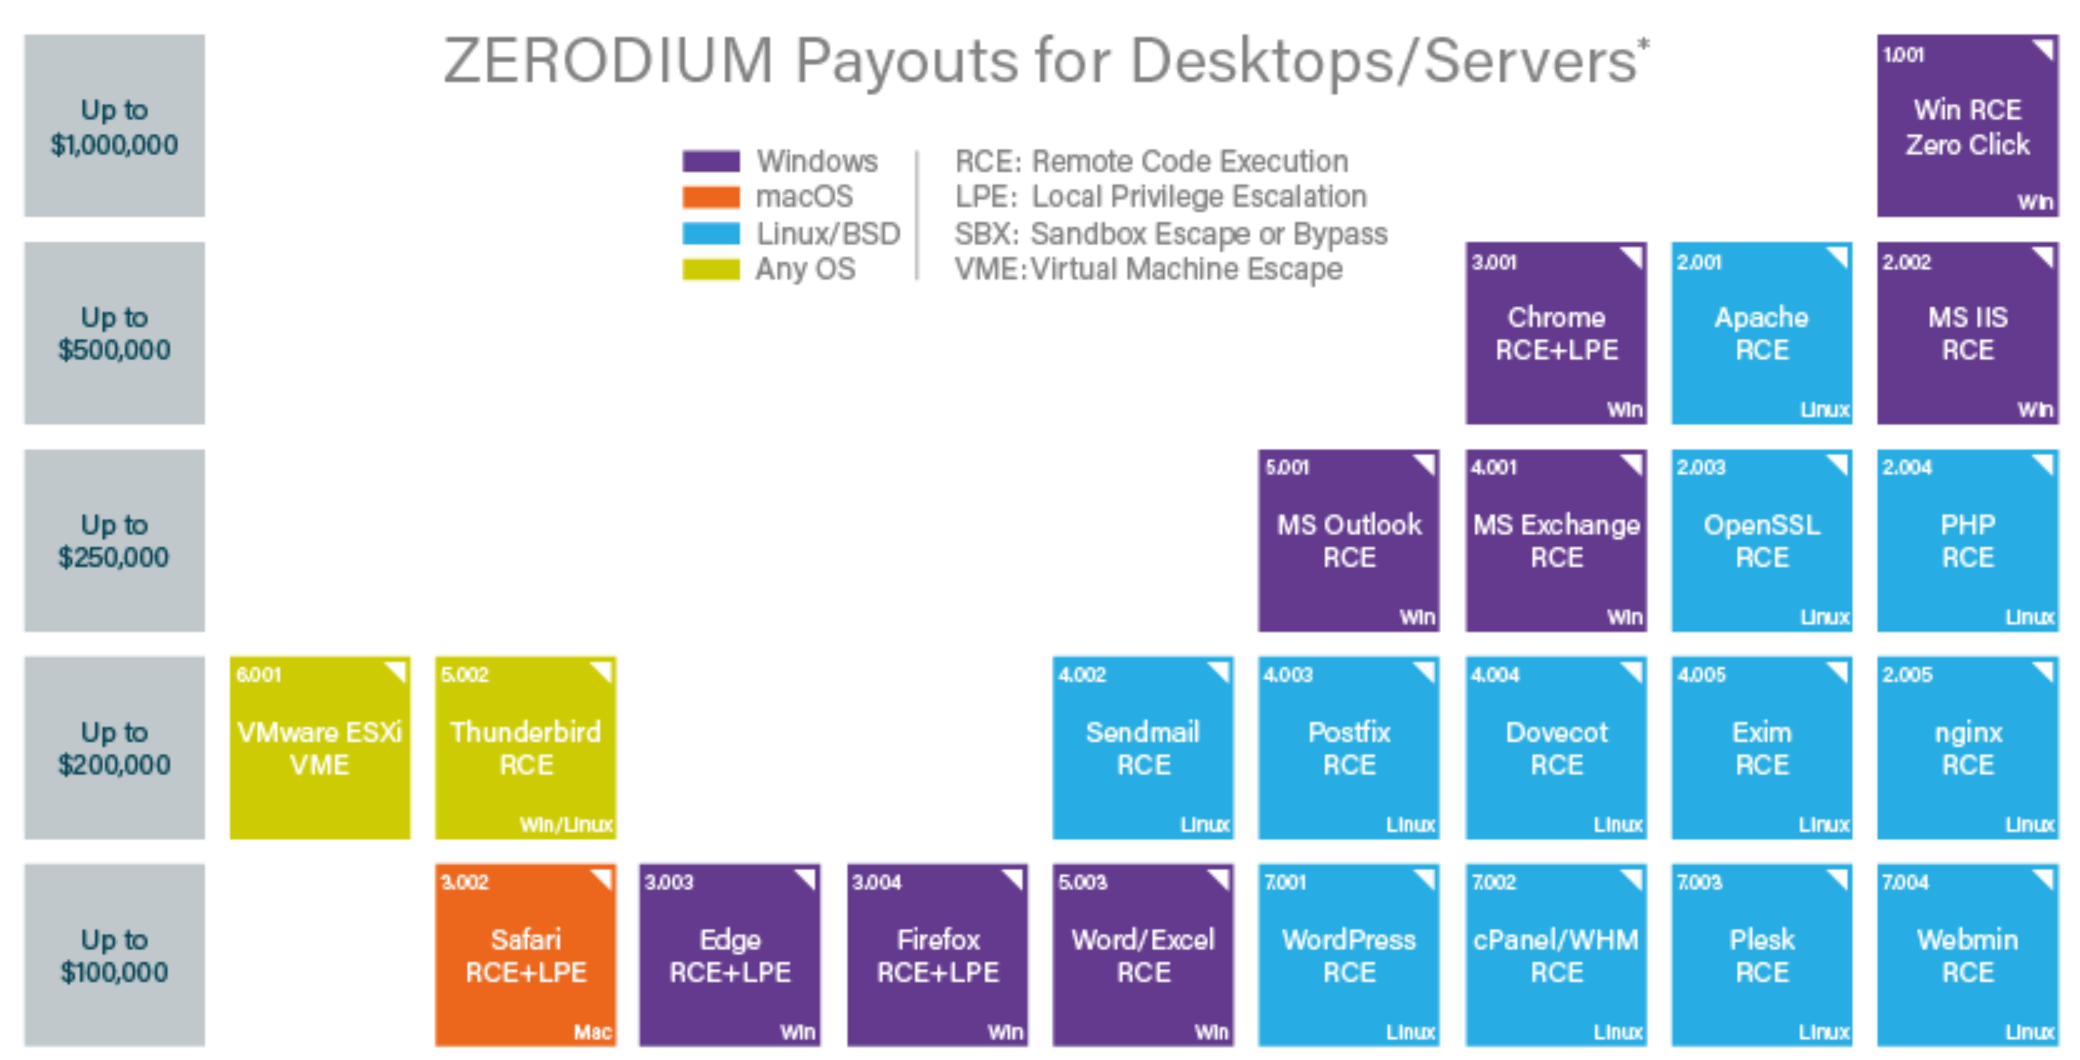 ZERODIUM Payouts for Desktops/Servers*
Windows
macOS
Linux/BSD
Any OS
RCE: Remote Code Execution
LPE: Local Privilege Escalation
SBX: Sandbox Escape or Bypass
VME: Virtual Machine Escape
Up to
$1,000,000
1.001
Win RCE
Zero Click
Win
Up to
$500,000
3.001
Chrome
RCE+LPE
Win
2.001
Apache
RCE
Linux
2.002
MS IIS
RCE
Win
Up to
$250,000
5.001
MS Outlook
RCE
Win
4.001
MS Exchange
RCE
Win
2.003
OpenSSL
RCE
Linux
2.004
PHP
RCE
Linux
Up to
$200,000
6.001
VMware ESXi
VME
5.002
Thunderbird
RCE
Win/Linux
4.002
Sendmail
RCE
Linux
4.003
Postfix
RCE
Linux
4.004
Dovecot
RCE
Linux
4.005
Exim
RCE
Linux
2.005
nginx
RCE
Linux
Up to
$100,000
3.002
Safari
RCE+LPE
Mac
3.003
Edge
RCE+LPE
Win
3.004
Firefox
RCE+LPE
Win
5.003
Word/Excel
RCE
Win
7.001
WordPress
RCE
Linux
7.002
cPanel/WHM
RCE
Linux
7.003
Plesk
RCE
Linux
7.004
Webmin
RCE
Linux